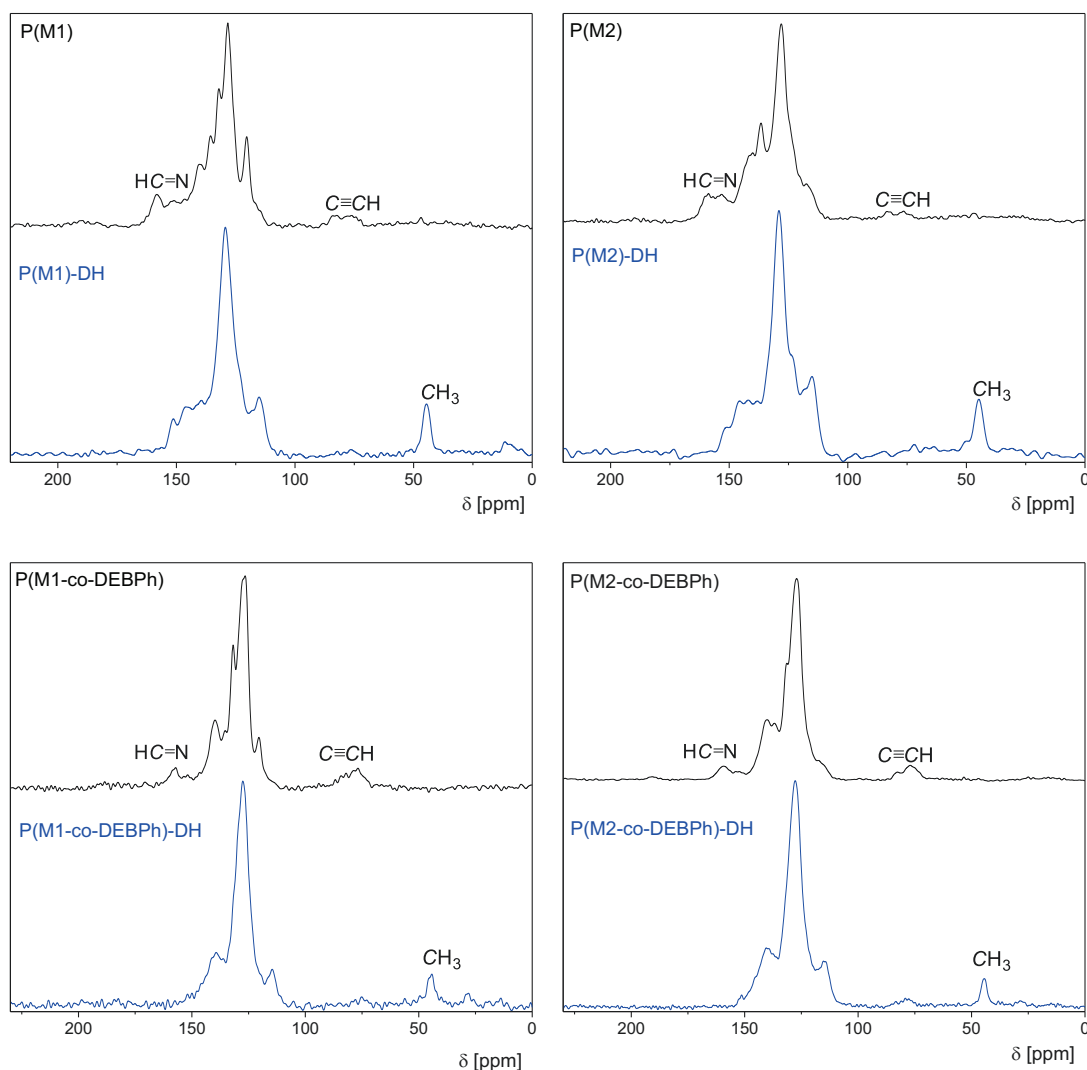 P(M1)
HC=N
C≡CH
P(M1)-DH
CH₃
200 150 100 50 0
δ [ppm]
P(M2)
HC=N
C≡CH
P(M2)-DH
CH₃
200 150 100 50 0
δ [ppm]
P(M1-co-DEBPh)
HC=N
C≡CH
P(M1-co-DEBPh)-DH
CH₃
200 150 100 50 0
δ [ppm]
P(M2-co-DEBPh)
HC=N
C≡CH
P(M2-co-DEBPh)-DH
CH₃
200 150 100 50 0
δ [ppm]